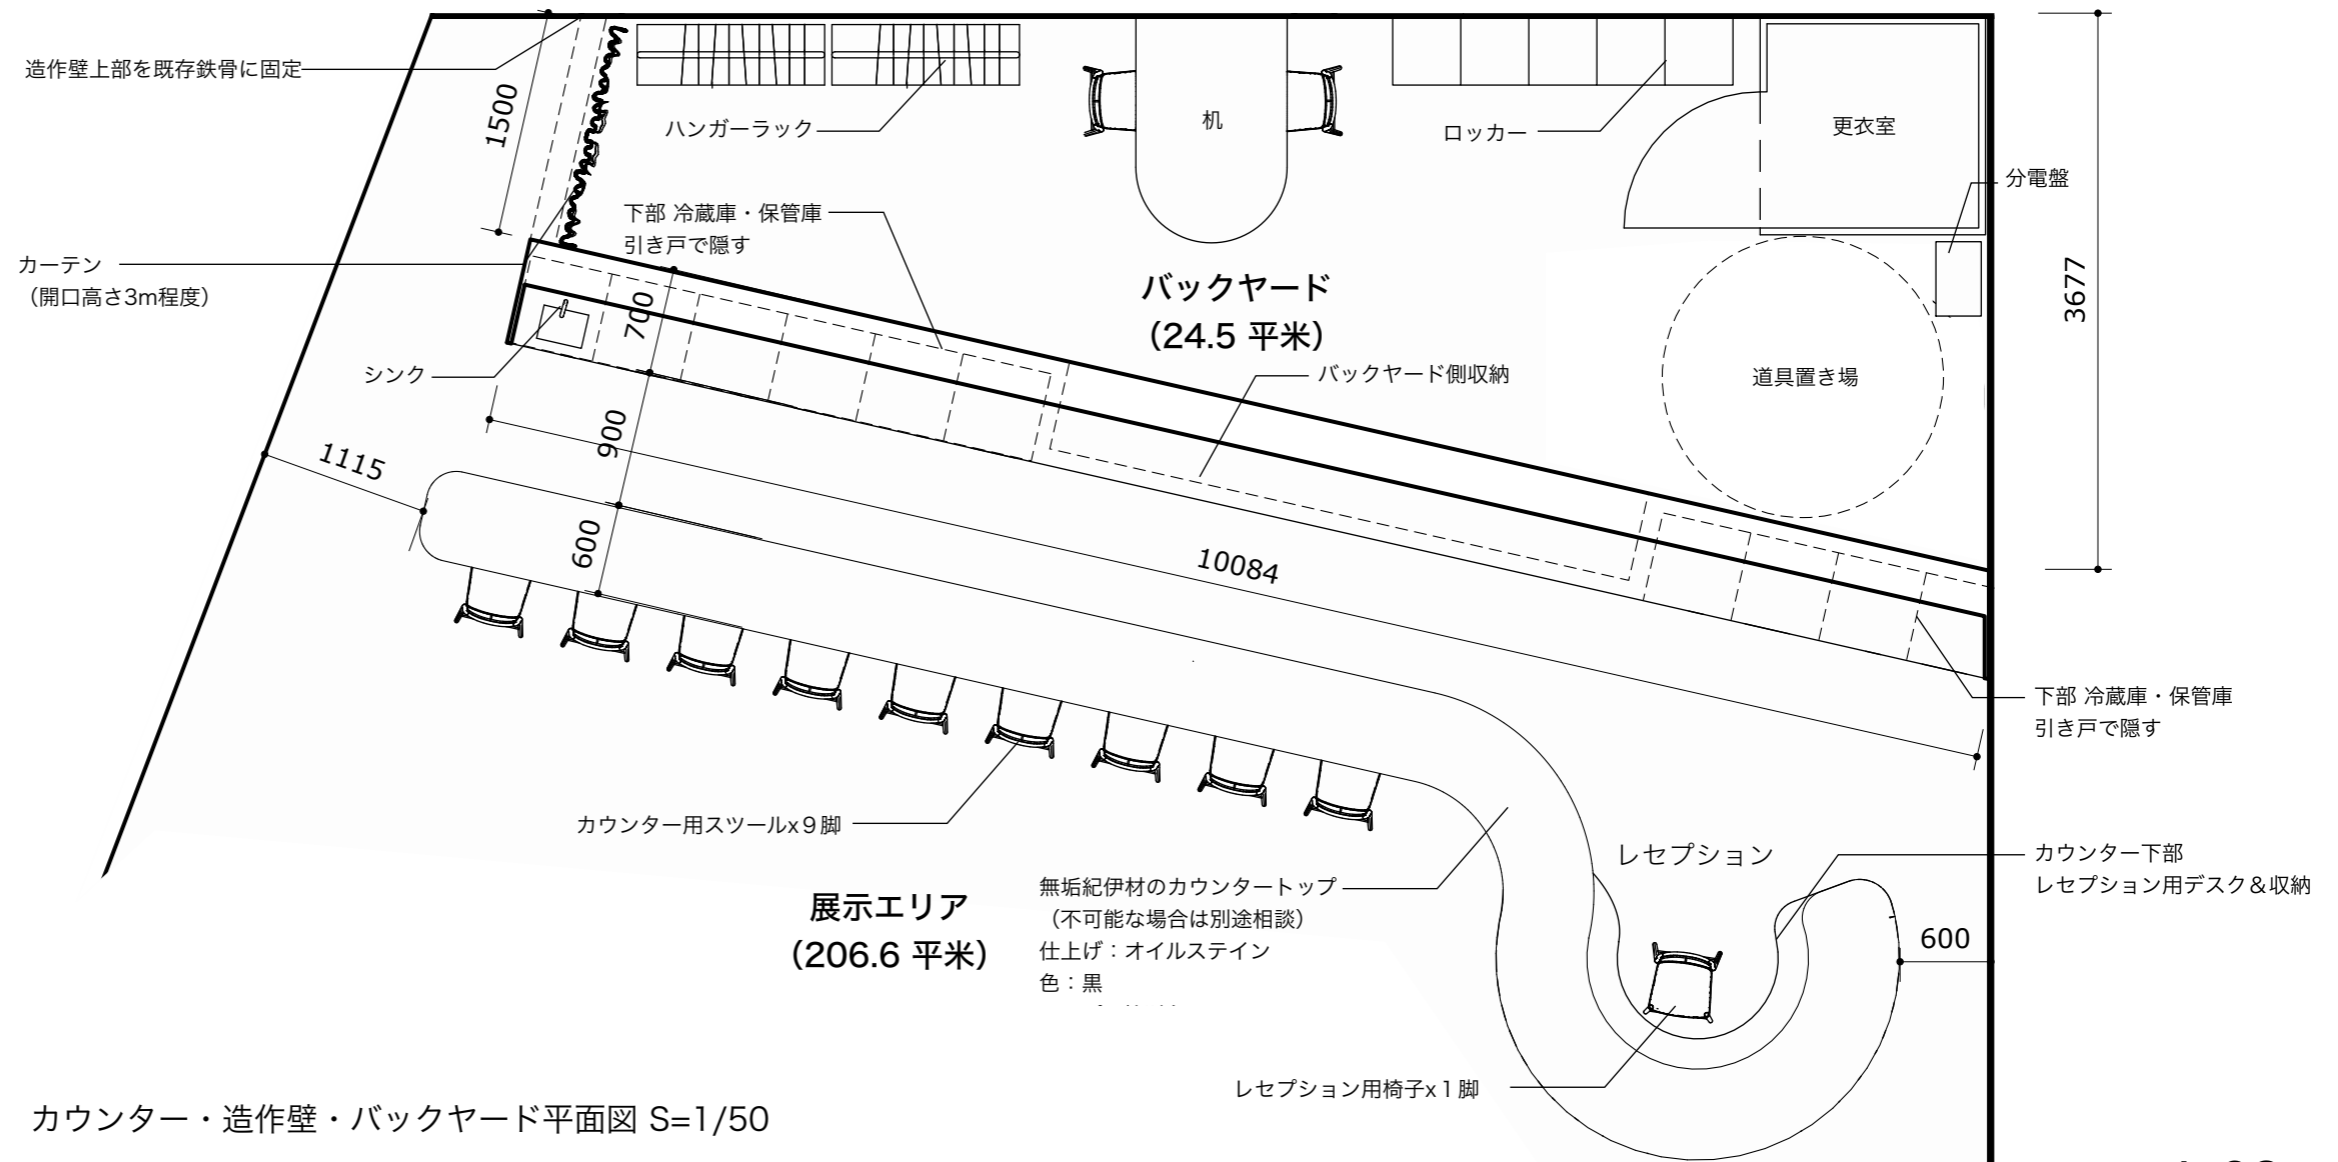 造作壁上部を既存鉄骨に固定
1500
ハンガーラック
机
ロッカー
更衣室
分電盤
3677
カーテン
（開口高さ3m程度）
下部 冷蔵庫・保管庫
引き戸で隠す
700
バックヤード
（24.5 平米）
シンク
バックヤード側収納
道具置き場
900
1115
600
10084
下部 冷蔵庫・保管庫
引き戸で隠す
カウンター用スツールx９脚
レセプション
カウンター下部
レセプション用デスク＆収納
展示エリア
（206.6 平米）
無垢紀伊材のカウンタートップ
（不可能な場合は別途相談）
仕上げ：オイルステイン
色：黒
600
レセプション用椅子x１脚
カウンター・造作壁・バックヤード平面図 S=1/50